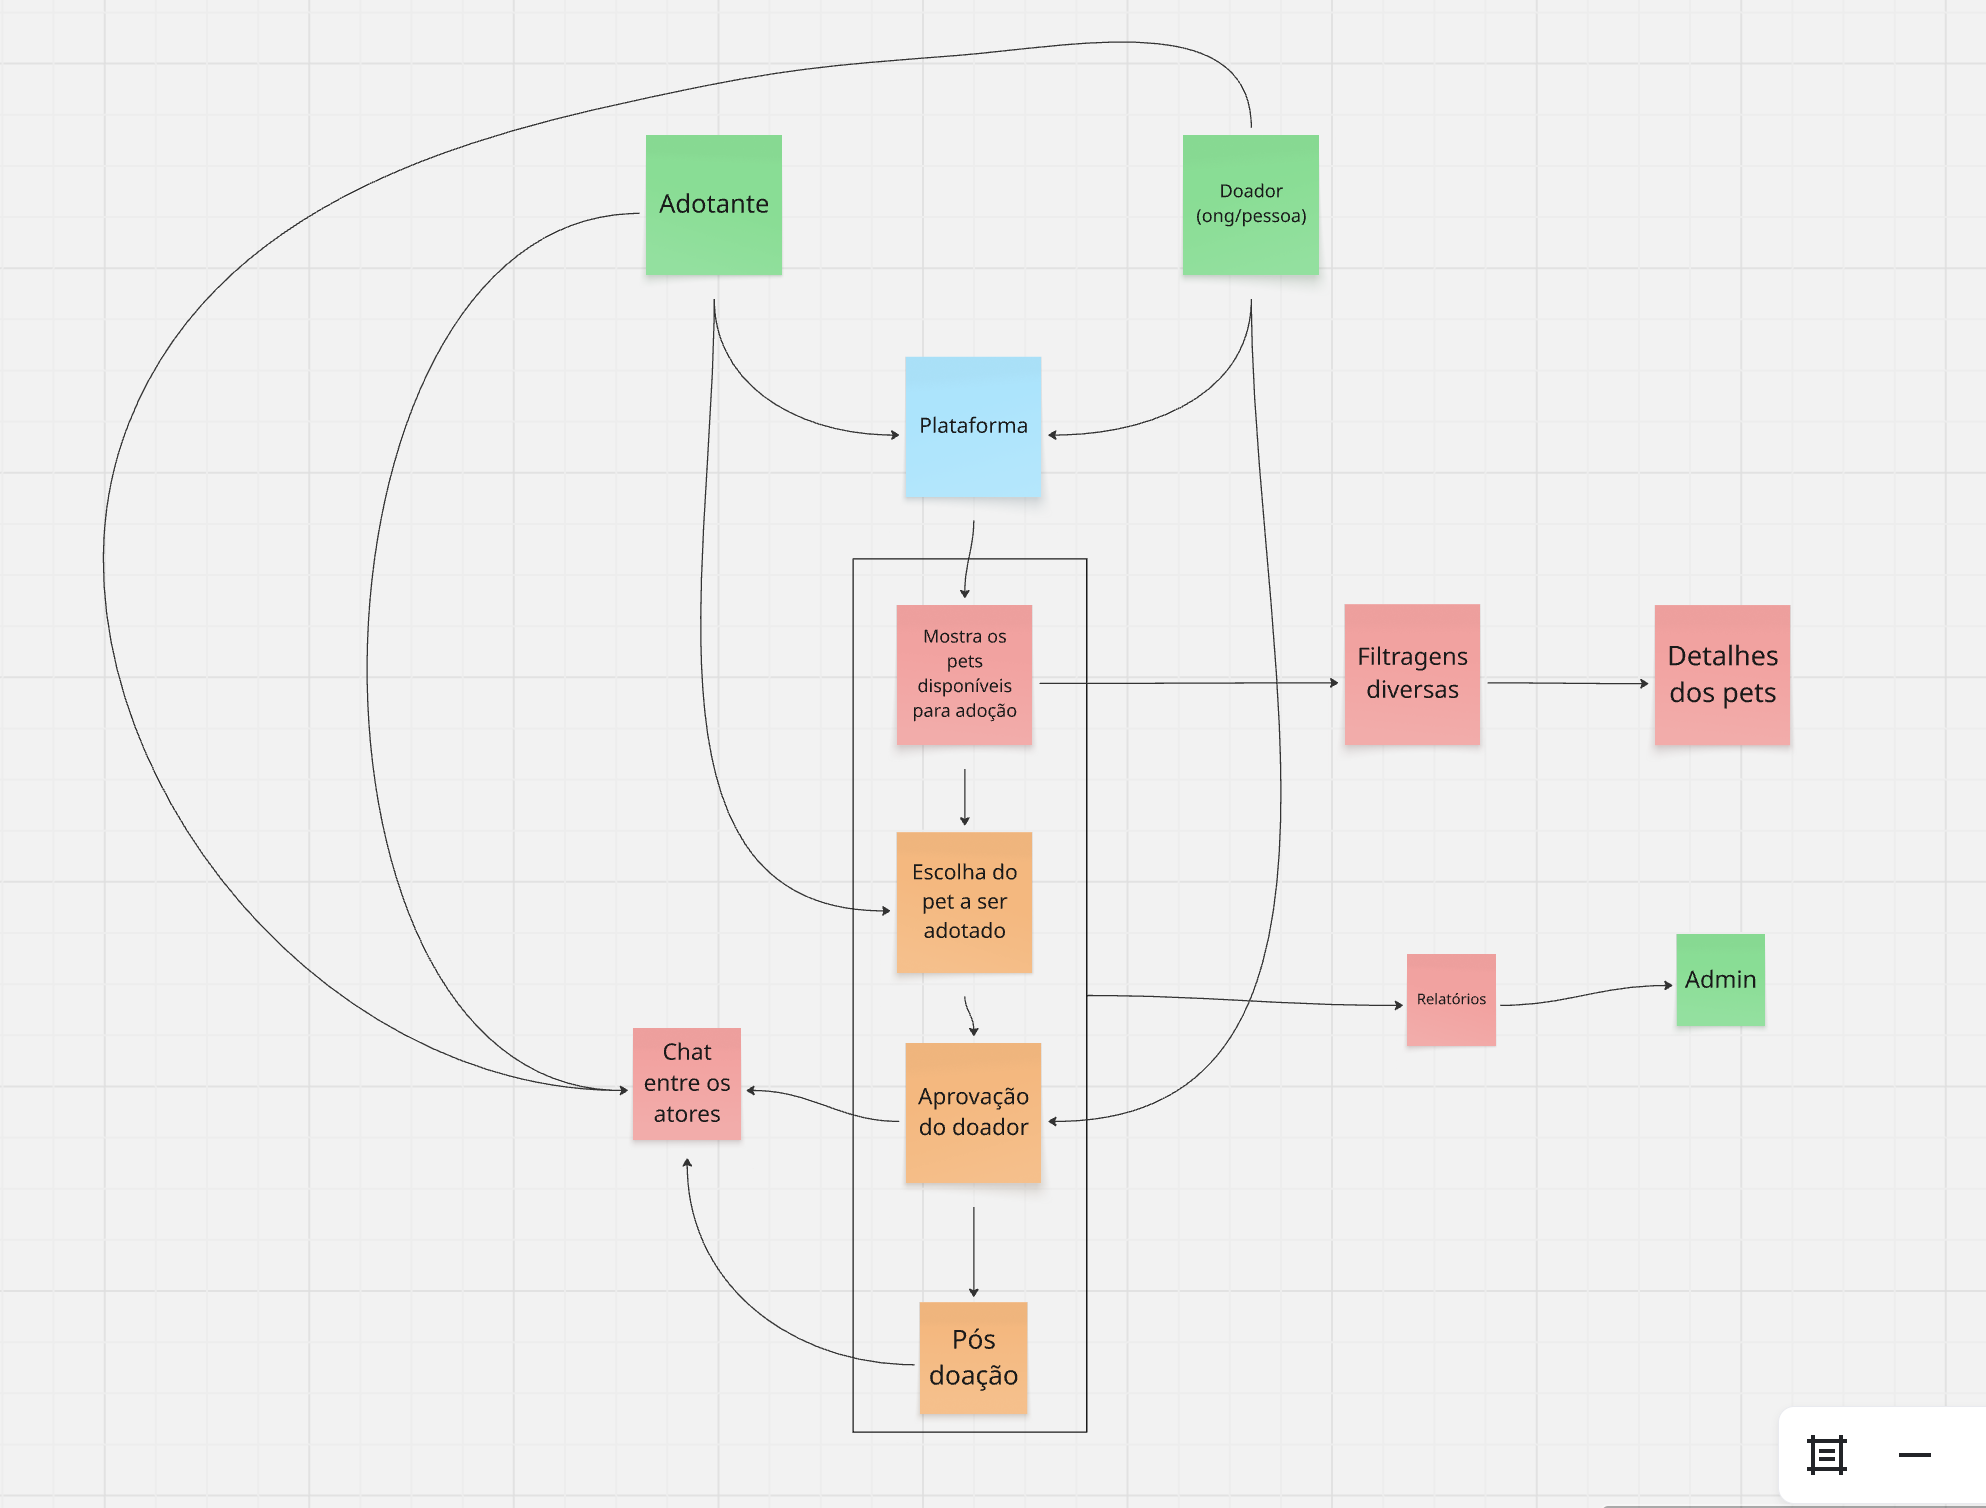 Adotante
Doador
(ong/pessoa)
Plataforma
Mostra os
pets
disponíveis
para adoção
Filtragens
diversas
Detalhes
dos pets
Escolha do
pet a ser
adotado
Relatórios
Admin
Chat
entre os
atores
Aprovação
do doador
Pós
doação